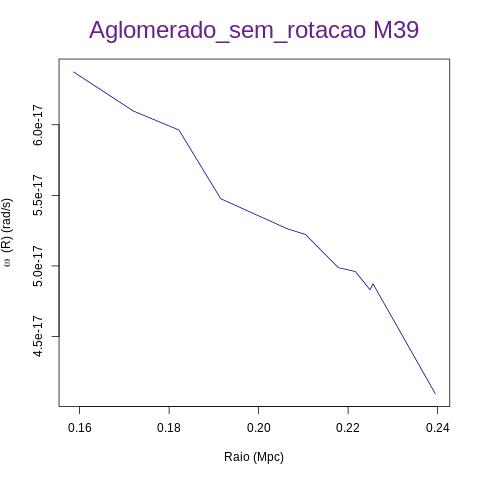 Aglomerado_sem_rotacao M39
ω (R) (rad/s)
6.0e-17
5.5e-17
5.0e-17
4.5e-17
0.16 0.18 0.20 0.22 0.24
Raio (Mpc)